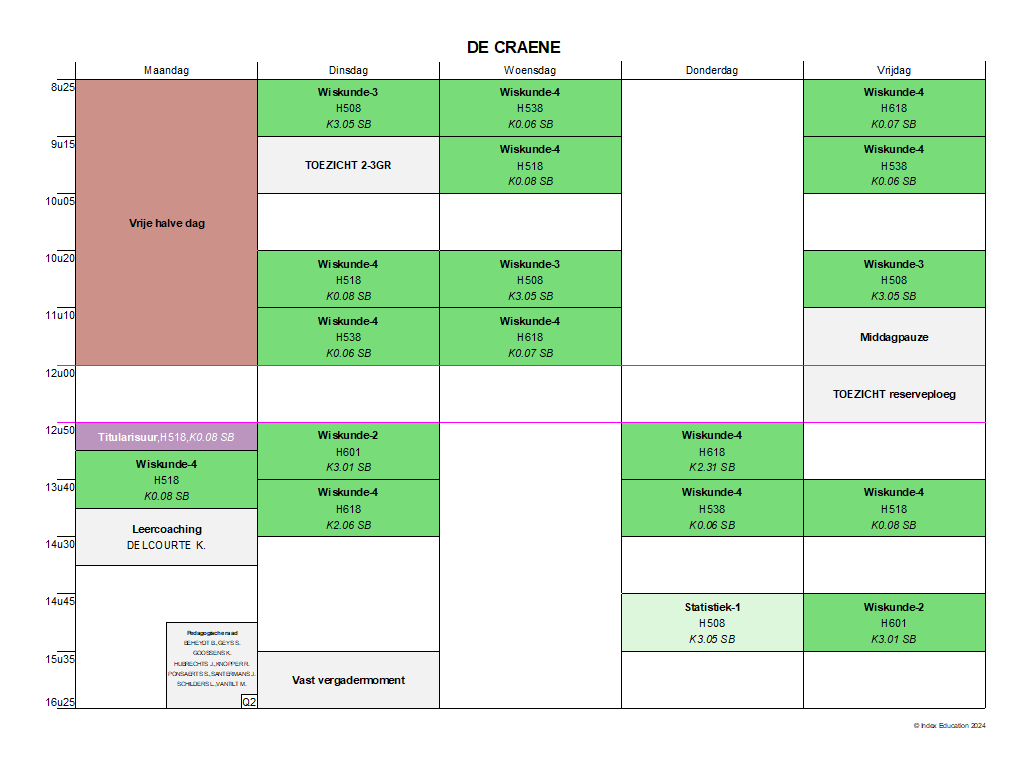 DE CRAENE
Maandag
Dinsdag
Woensdag
Donderdag
Vrijdag
8u25
9u15
10u05
10u20
11u10
12u00
12u50
13u40
14u30
14u45
15u35
16u25
Vrije halve dag
Titularisuur,H518,K0.08 SB
Wiskunde-4
H518
K0.08 SB
Leercoaching
DELCOURTE K.
Pedagogische raad
BEHEYDT B., GEYS S.
GOOSSENS K.
HUBRECHTS J., KNOPPER R.
PONSAERTS S., SANTERMANS J.
SCHILDERS L., VANTILT M.
Q2
Wiskunde-3
H508
K3.05 SB
TOEZICHT 2-3GR
Wiskunde-4
H518
K0.08 SB
Wiskunde-4
H538
K0.06 SB
Wiskunde-2
H601
K3.01 SB
Wiskunde-4
H618
K2.06 SB
Vast vergadermoment
Wiskunde-4
H538
K0.06 SB
Wiskunde-4
H518
K0.08 SB
Wiskunde-3
H508
K3.05 SB
Wiskunde-4
H618
K0.07 SB
Wiskunde-4
H618
K2.31 SB
Wiskunde-4
H538
K0.06 SB
Statistiek-1
H508
K3.05 SB
Wiskunde-4
H618
K0.07 SB
Wiskunde-4
H538
K0.06 SB
Wiskunde-3
H508
K3.05 SB
Middagpauze
TOEZICHT reserveploeg
Wiskunde-4
H518
K0.08 SB
Wiskunde-2
H601
K3.01 SB
© Index Education 2024